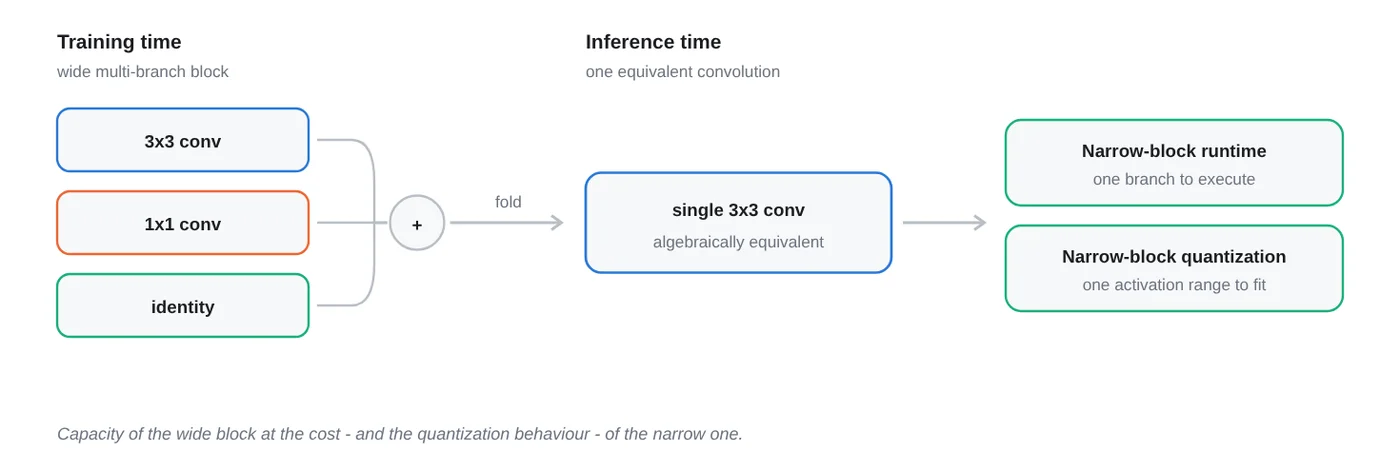 Training time
wide multi-branch block
3x3 conv
1x1 conv
identity
+
fold
Inference time
one equivalent convolution
single 3x3 conv
algebraically equivalent
Narrow-block runtime
one branch to execute
Narrow-block quantization
one activation range to fit
Capacity of the wide block at the cost - and the quantization behaviour - of the narrow one.